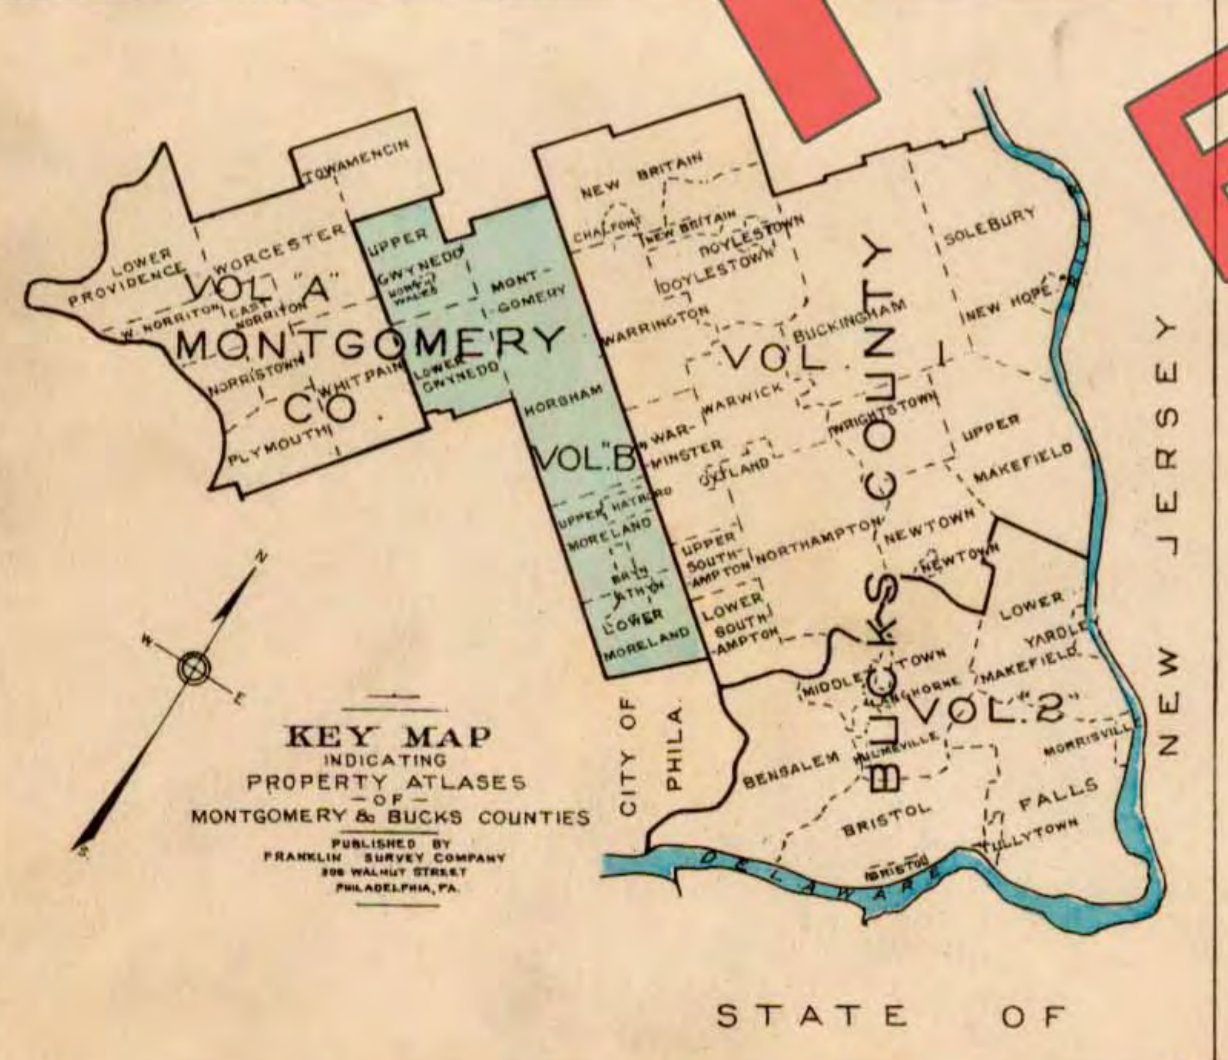 TOWAMENCIN
NEW BRITAIN
CHALFONT
NEW BRITAIN
DOYLESTOWN
DOYLESTOWN
SOLEBURY
LOWER
PROVIDENCE
WORCESTER
UPPER
GWYNEDD
NORTH
WALES
MONT-
GOMERY
VOL "A"
W. NORRITON
EAST
NORRITON
NEW HOPE
BUCKINGHAM
WARRINGTON
MONTGOMERY
CO
VOL. 1
NORRISTOWN
WHITPAIN
LOWER
GWYNEDD
HORSHAM
WARWICK
WRIGHTSTOWN
UPPER
MAKEFIELD
PLYMOUTH
VOL."B"
WAR-
MINSTER
IVYLAND
UPPER
MORELAND
HATBORO
UPPER
SOUTH-
AMPTON
NORTHAMPTON
NEWTOWN
NEWTOWN
BRYN
ATHYN
LOWER
MORELAND
LOWER
SOUTH-
AMPTON
BUCKS COUNTY
LOWER
MAKEFIELD
YARDLEY
MIDDLETOWN
LANGHORNE
VOL. "2"
HULMEVILLE
MORRISVILLE
BENSALEM
BRISTOL
FALLS
TULLYTOWN
BRISTOL
DELAWARE
RIVER
CITY OF
PHILA.
NEW JERSEY
STATE OF
N
W
E
S
KEY MAP
INDICATING
PROPERTY ATLASES
- OF -
MONTGOMERY & BUCKS COUNTIES
PUBLISHED BY
FRANKLIN SURVEY COMPANY
WALNUT STREET
PHILADELPHIA, PA.